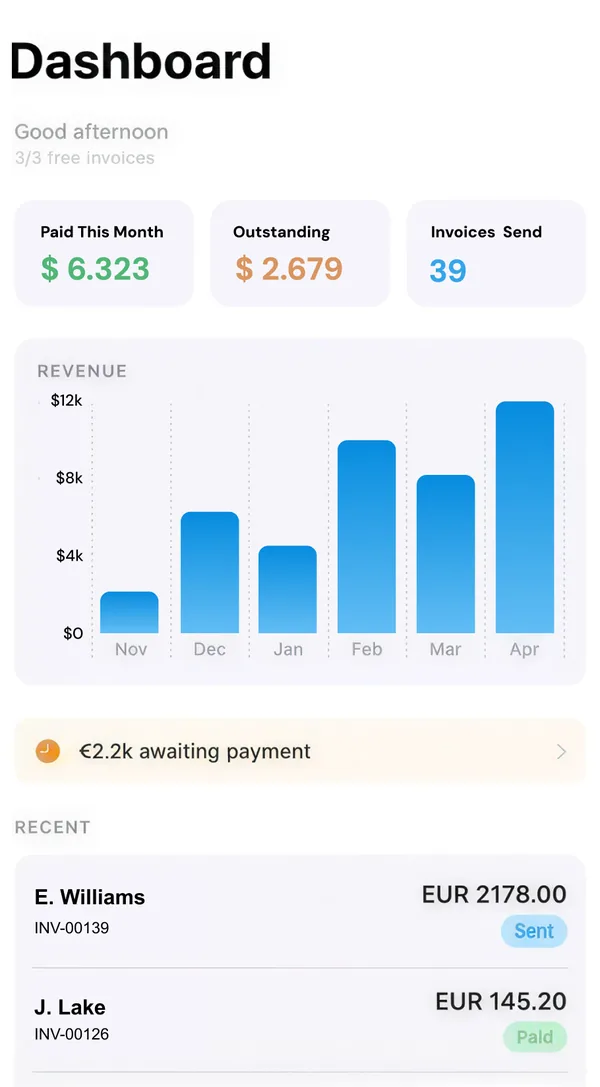 Dashboard
Good afternoon
3/3 free invoices
Paid This Month
$ 6.323
Outstanding
$ 2.679
Invoices Send
39
REVENUE
$12k
$8k
$4k
$0
Nov Dec Jan Feb Mar Apr
€2.2k awaiting payment
RECENT
E. Williams
EUR 2178.00
INV-00139
Sent
J. Lake
EUR 145.20
INV-00126
Paid